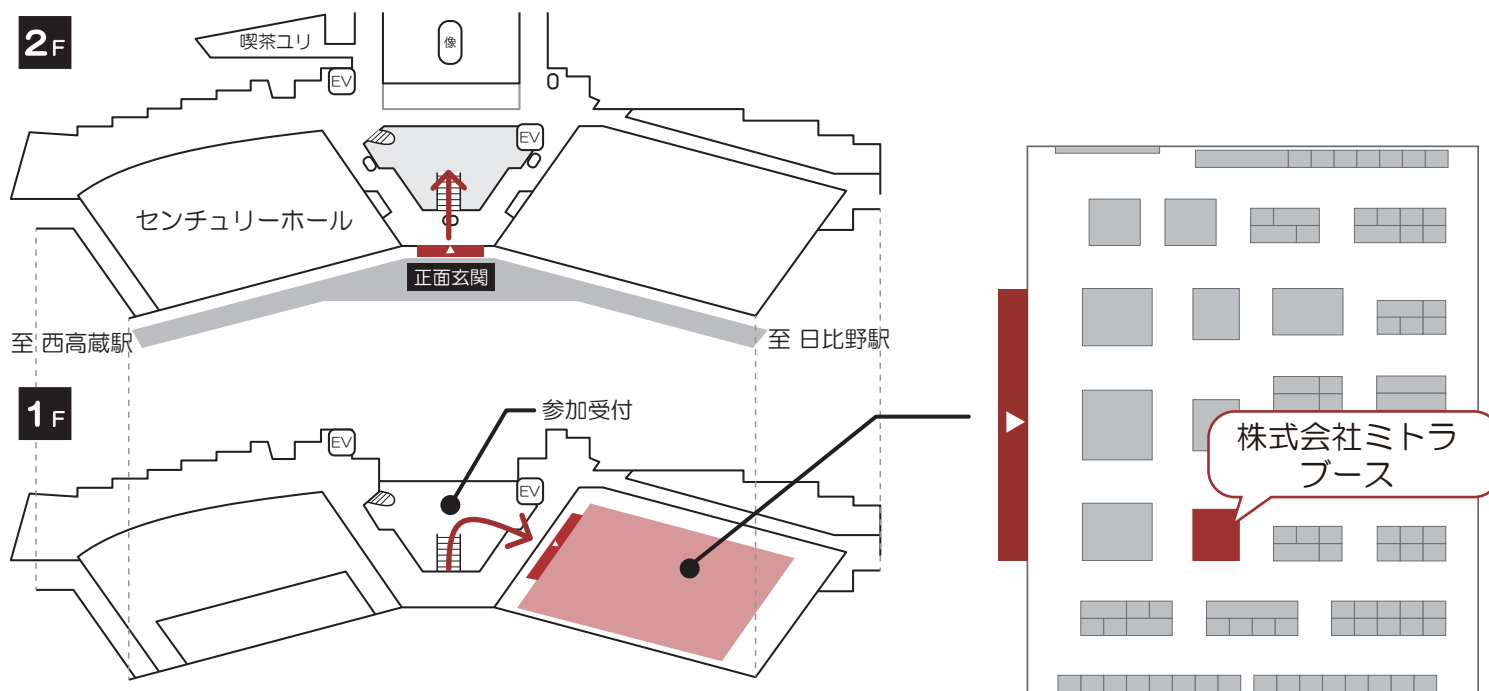 2F
喫茶ユリ
像
EV
EV
センチュリーホール
正面玄関
至 西高蔵駅
至 日比野駅
1F
参加受付
EV
EV
株式会社ミトラ
ブース